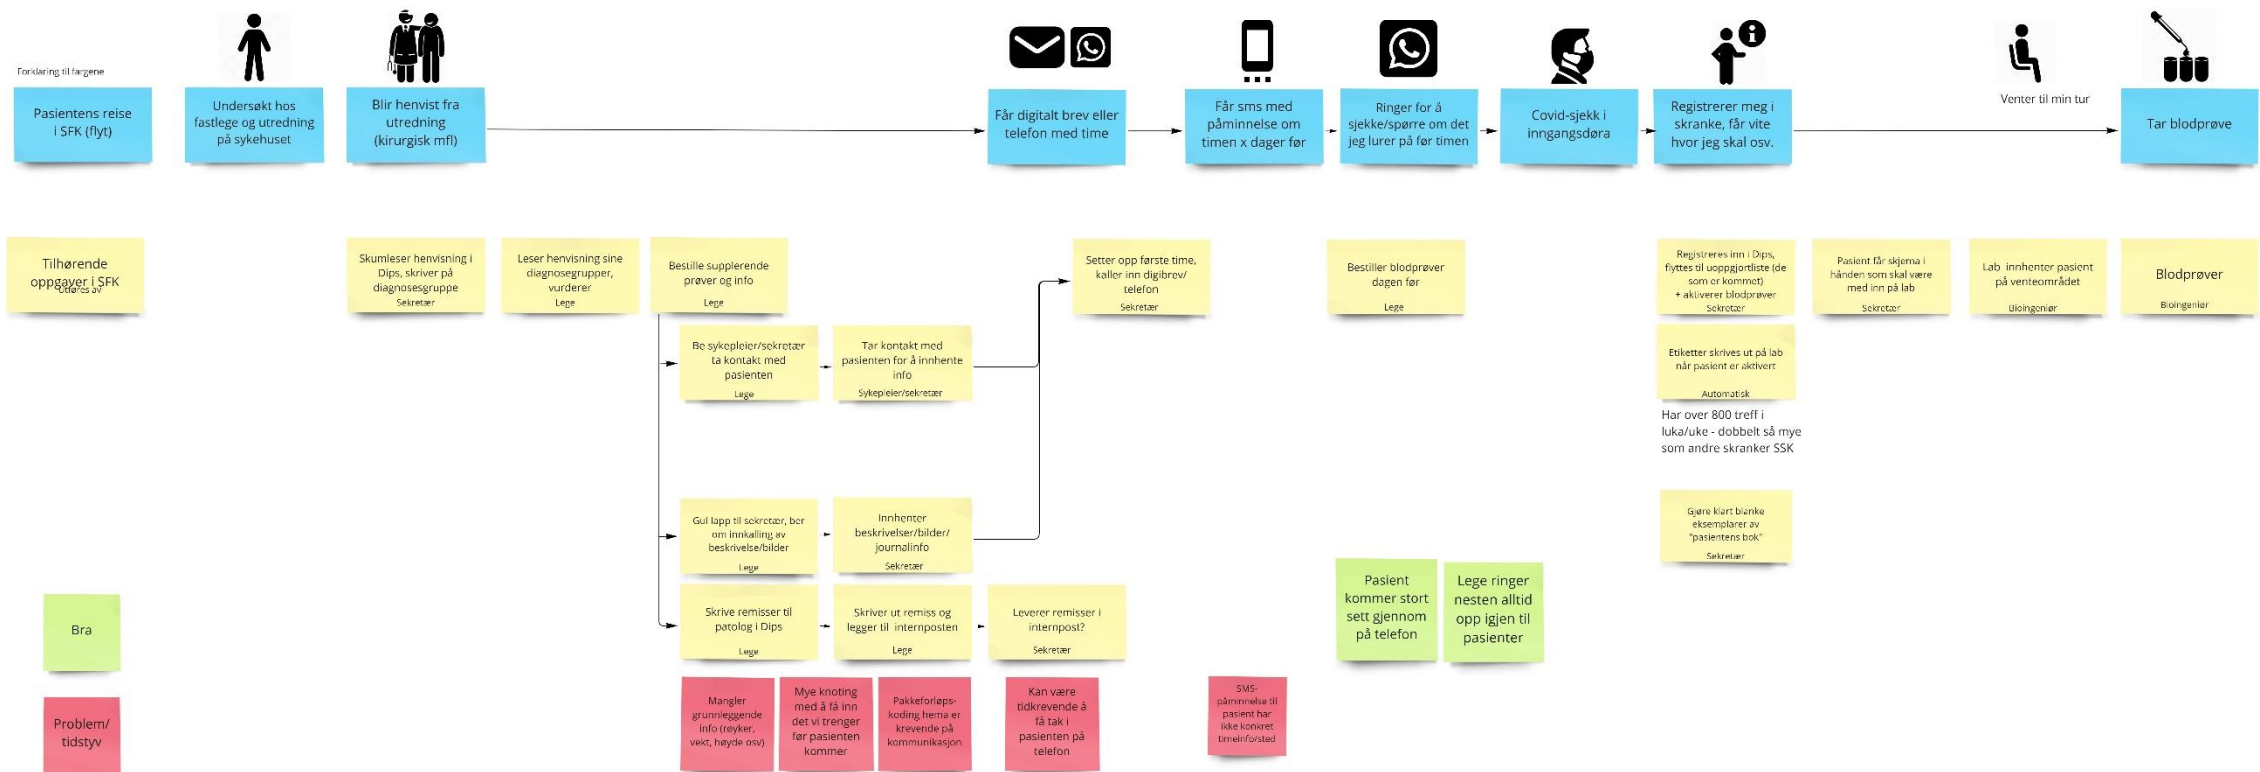 Forklaring til fargene
Pasientens reise
i SFK (flyt)
Undersøkt hos
fastlege og utredning
på sykehuset
Blir henvist fra
utredning
(kirurgisk mfl)
Får digitalt brev eller
telefon med time
Får sms med
påminnelse om
timen x dager før
Ringer for å
sjekke/spørre om det
jeg lurer på før timen
Covid-sjekk i
inngangsdøra
Registrerer meg i
skranke, får vite
hvor jeg skal osv.
Venter til min tur
Tar blodprøve
Tilhørende
oppgaver i SFK
Utføres av
Skumleser henvisning i
Dips, skriver på
diagnosesgruppe
Sekretær
Leser henvisning sine
diagnosegrupper,
vurderer
Lege
Bestille supplerende
prøver og info
Lege
Setter opp første time,
kaller inn digibrev/
telefon
Sekretær
Bestiller blodprøver
dagen før
Lege
Registreres inn i Dips,
flyttes til uoppgjortliste (de
som er kommet)
+ aktiverer blodprøver
Sekretær
Pasient får skjema i
hånden som skal være
med inn på lab
Sekretær
Lab innhenter pasient
på venteområdet
Bioingeniør
Blodprøver
Bioingeniør
Be sykepleier/sekretær
ta kontakt med
pasienten
Lege
Tar kontakt med
pasienten for å innhente
info
Sykepleier/sekretær
Etiketter skrives ut på lab
når pasient er aktivert
Automatisk
Har over 800 treff i
luka/uke - dobbelt så mye
som andre skranker SSK
Gul lapp til sekretær, ber
om innkalling av
beskrivelse/bilder
Lege
Innhenter
beskrivelser/bilder/
journalinfo
Sekretær
Gjøre klart blanke
eksemplarer av
"pasientens bok"
Sekretær
Bra
Skrive remisser til
patolog i Dips
Lege
Skriver ut remiss og
legger til internposten
Lege
Leverer remisser i
internpost?
Sekretær
Pasient
kommer stort
sett gjennom
på telefon
Lege ringer
nesten alltid
opp igjen til
pasienter
Problem/
tidstyv
Mangler
grunnleggende
info (røyker,
vekt, høyde osv)
Mye knoting
med å få inn
det vi trenger
før pasienten
kommer
Pakkeforløps-
koding hema er
krevende på
kommunikasjon
Kan være
tidkrevende å
få tak i
pasienten på
telefon
SMS-
påminnelse til
pasient har
ikke konkret
timeinfo/sted